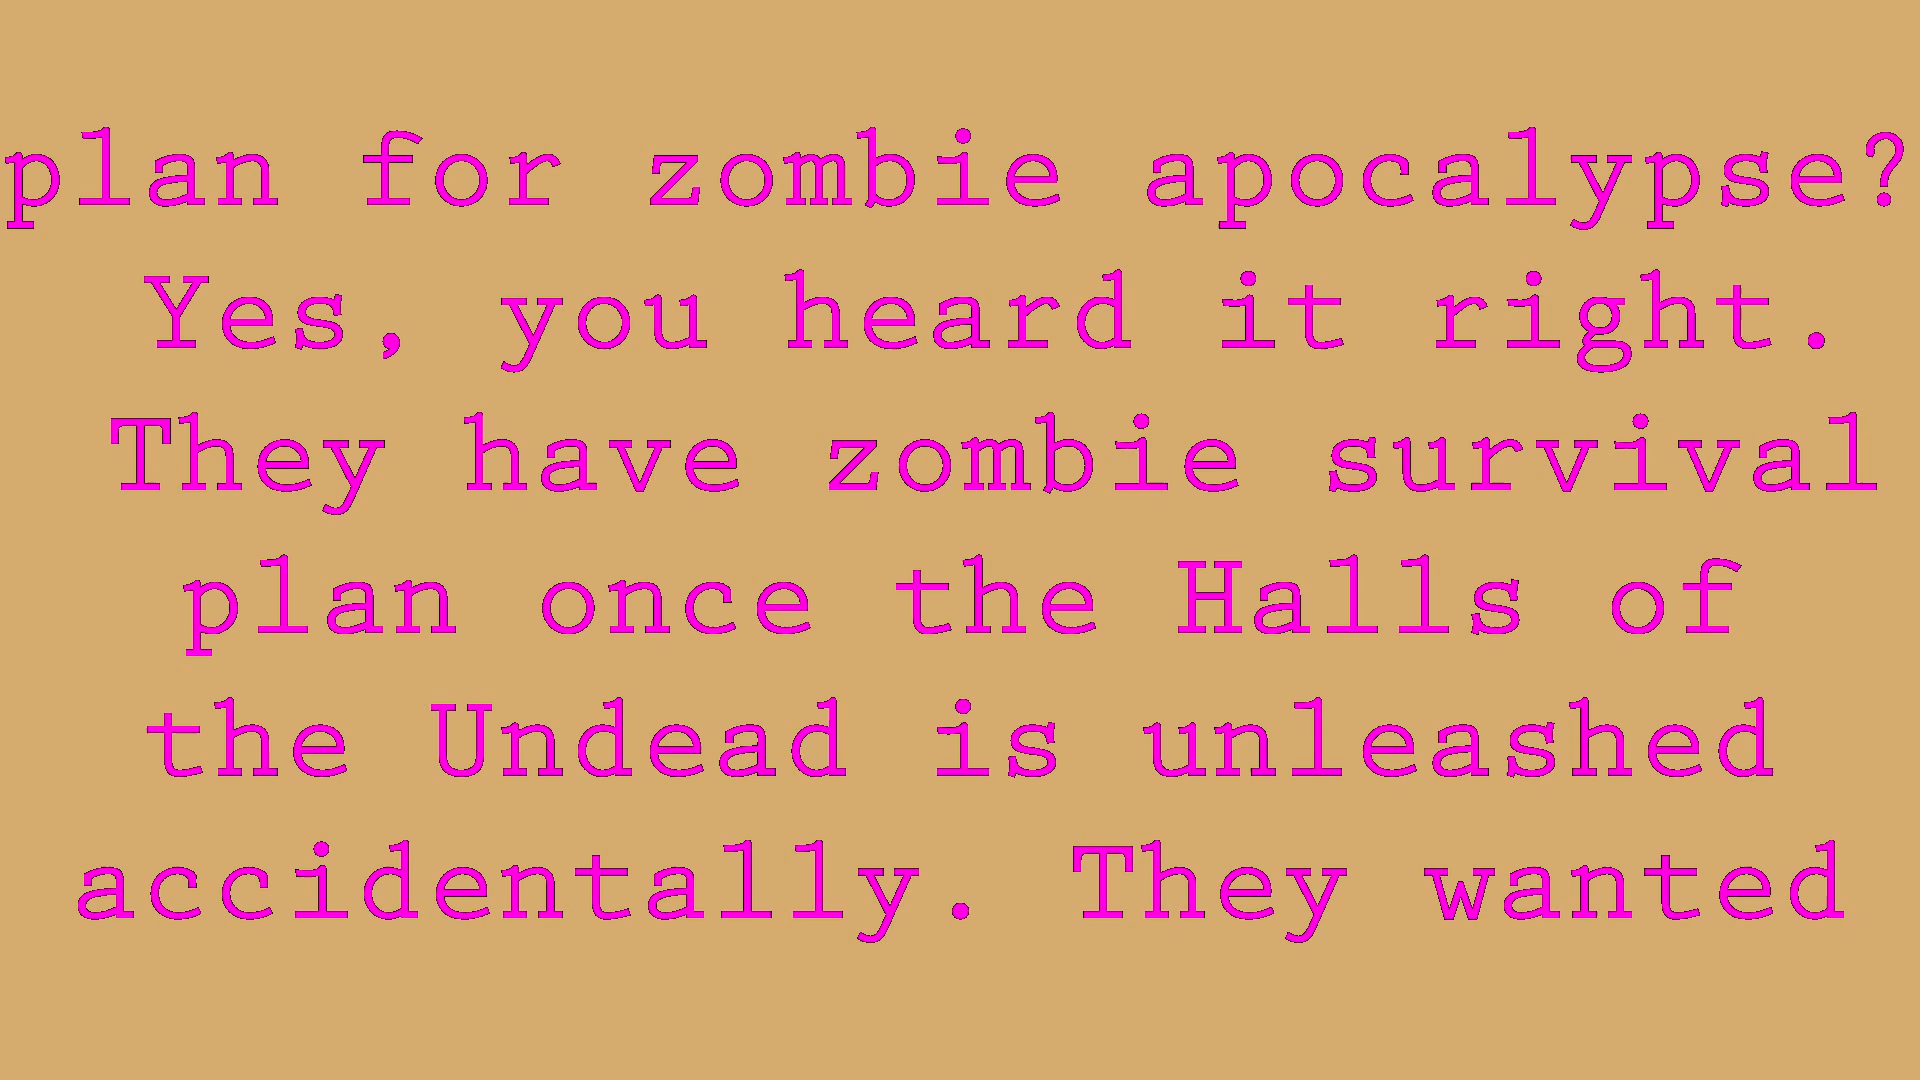 plan for zombie apocalypse?
Yes, you heard it right.
They have zombie survival
plan once the Halls of
the Undead is unleashed
accidentally. They wanted